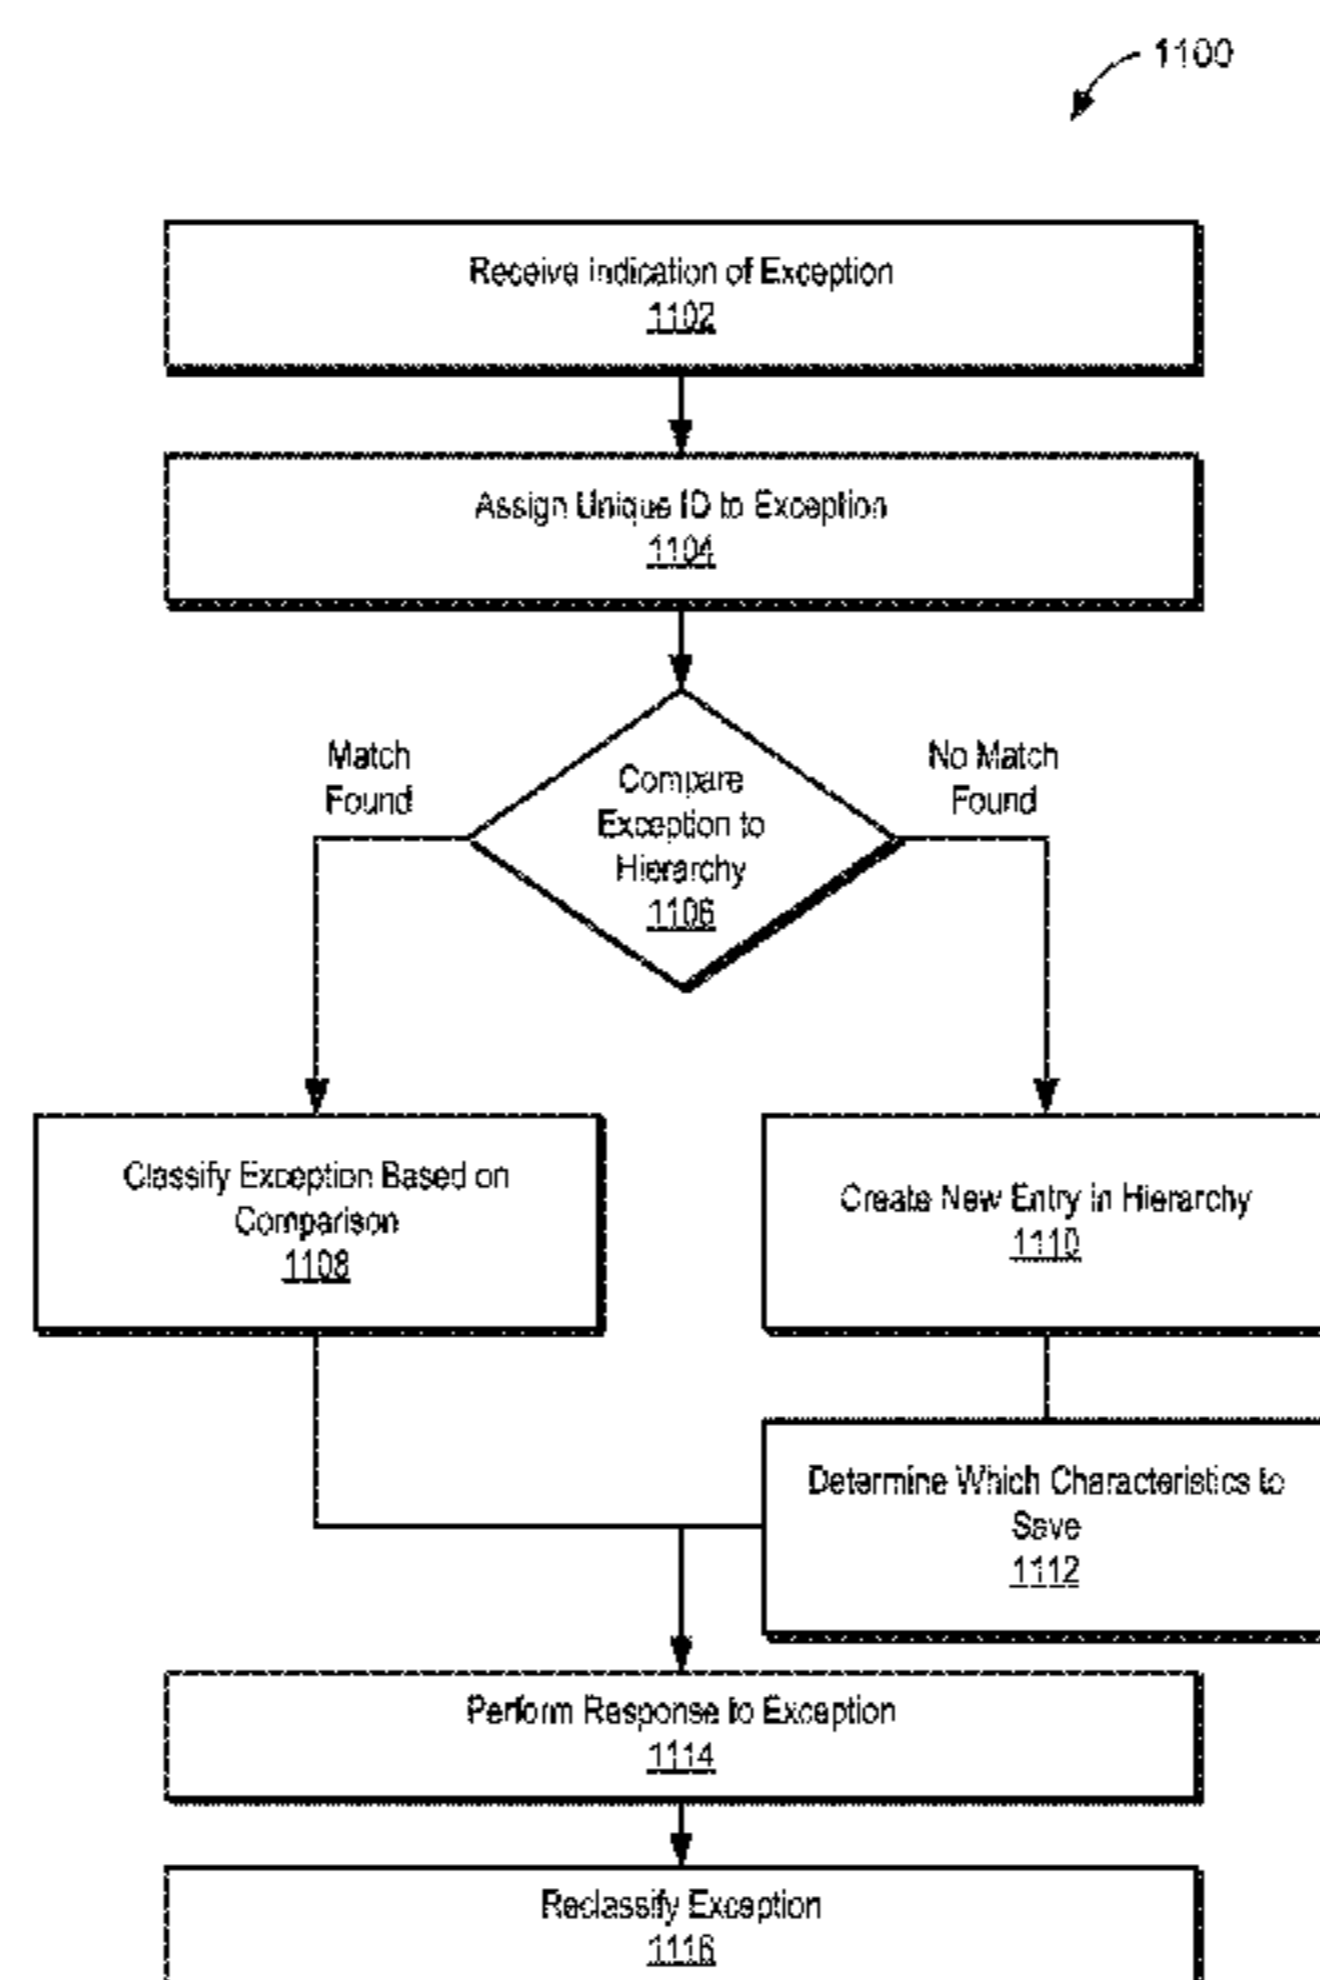 1100
Receive Indication of Exception
1102
Assign Unique ID to Exception
1104
Match
Found
No Match
Found
Compare
Exception to
Hierarchy
1106
Classify Exception Based on
Comparison
1108
Create New Entry in Hierarchy
1110
Determine Which Characteristics to
Save
1112
Perform Response to Exception
1114
Reclassify Exception
1116